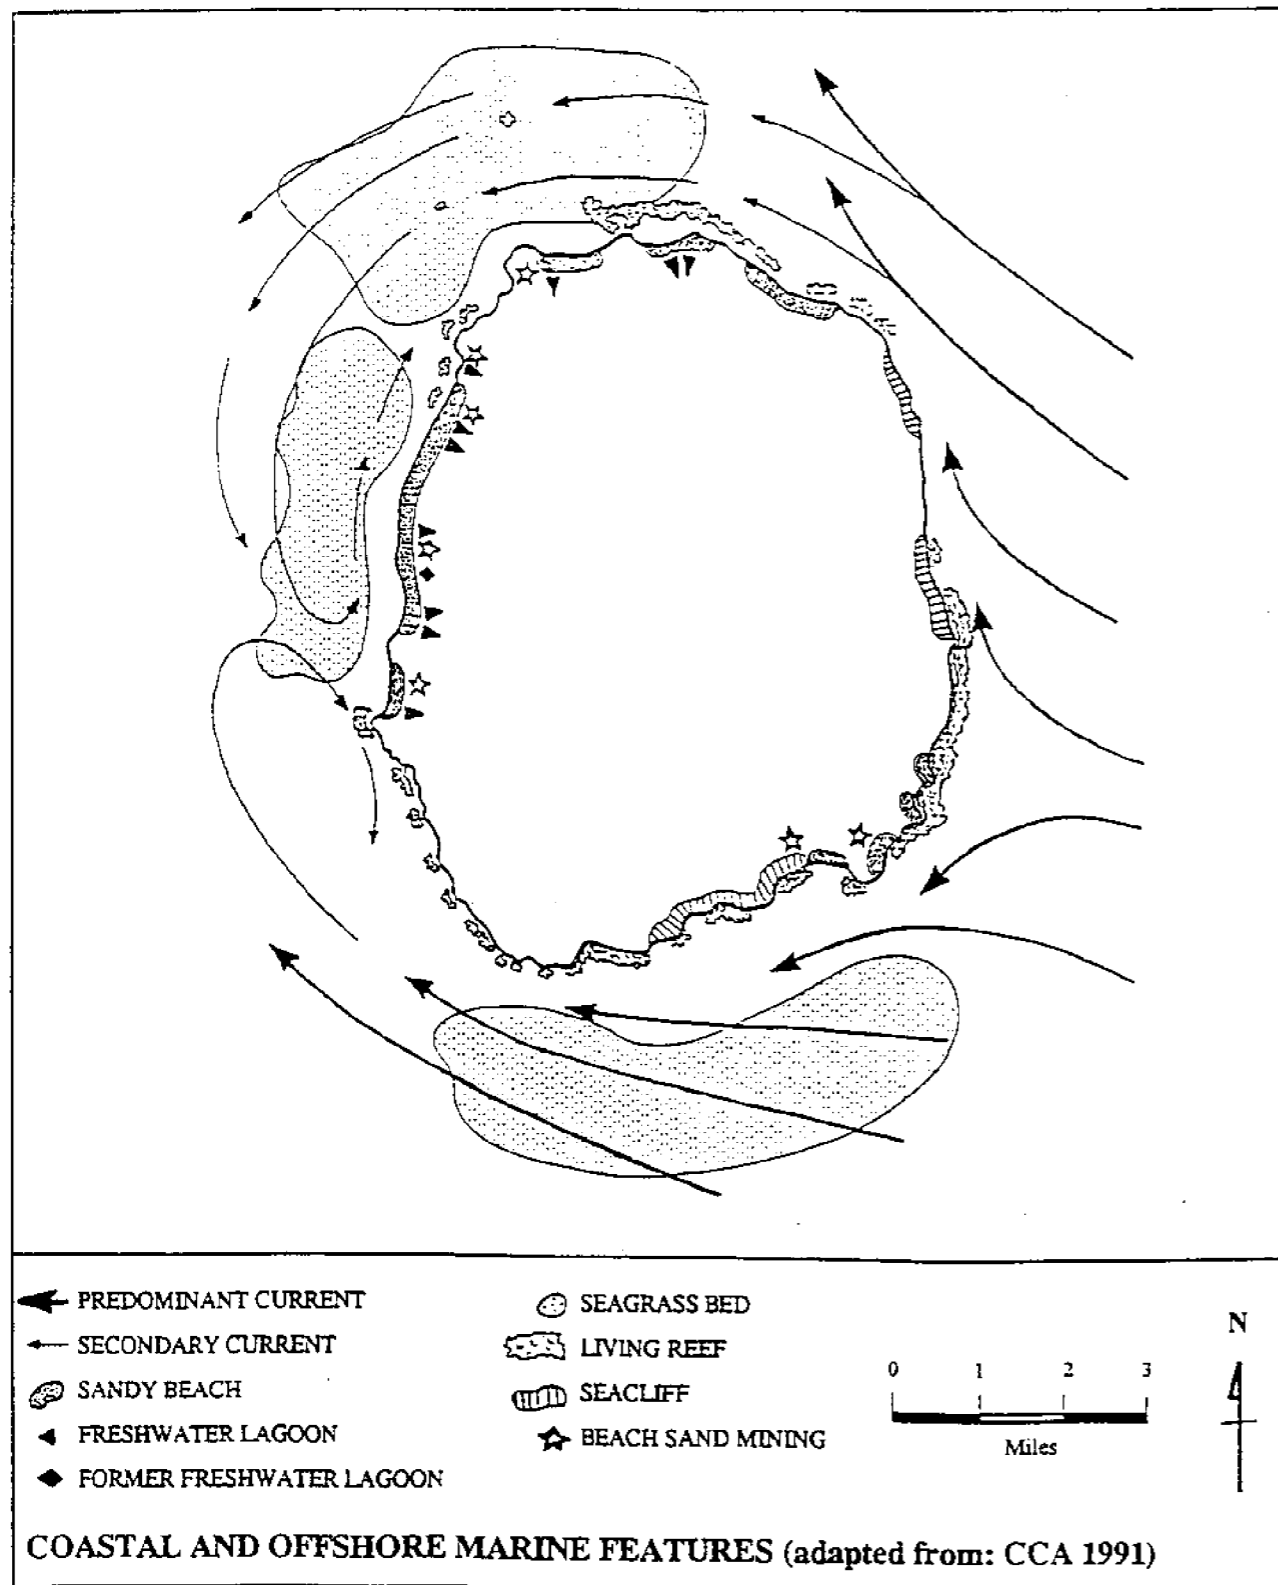 PREDOMINANT CURRENT
SECONDARY CURRENT
SANDY BEACH
FRESHWATER LAGOON
FORMER FRESHWATER LAGOON
SEAGRASS BED
LIVING REEF
SEACLIFF
BEACH SAND MINING
0 1 2 3
Miles
N
COASTAL AND OFFSHORE MARINE FEATURES (adapted from: CCA 1991)